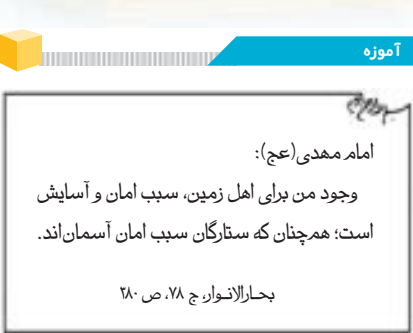 آموزه
امام مهدی(عج):
وجود من برای اهل زمین، سبب امان و آسایش
است؛ همچنان که ستارگان سبب امان آسمان‌اند.
بحارالانوار، ج ۷۸، ص ۲۸۰